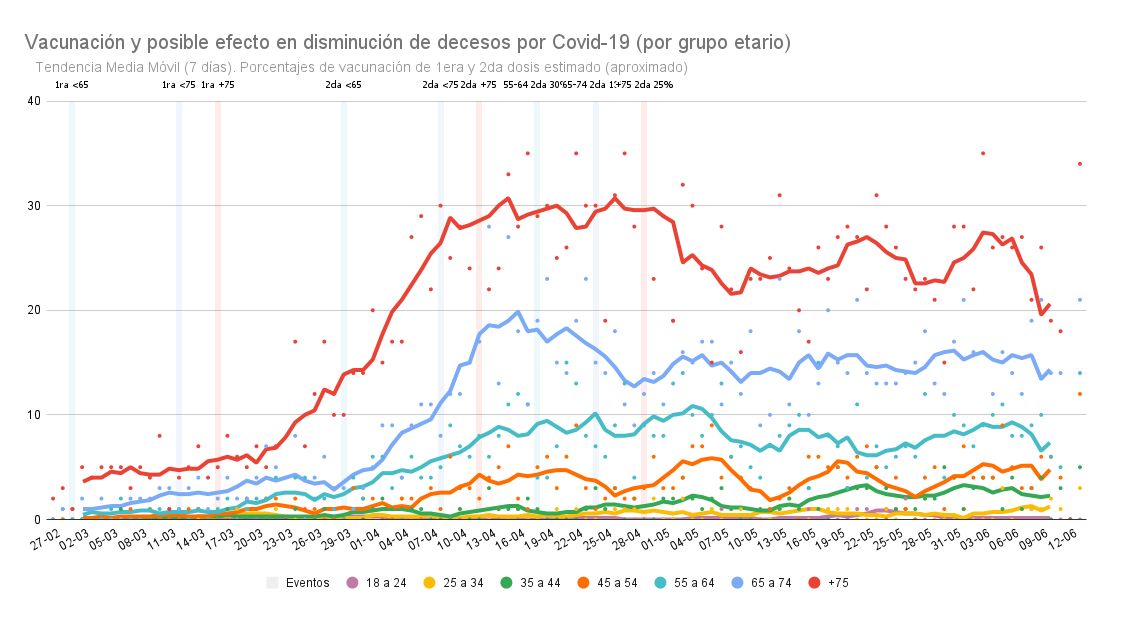 Vacunación y posible efecto en disminución de decesos por Covid-19 (por grupo etario)
Tendencia Media Móvil (7 días). Porcentajes de vacunación de 1era y 2da dosis estimado (aproximado)
1ra <65 1ra <75 1ra +75 2da <65 2da <75 2da +75 55-64 2da 30% 65-74 2da +75 2da 25%
40
30
20
10
0
27-02 02-03 06-03 09-03 11-03 14-03 17-03 20-03 23-03 26-03 29-03 01-04 04-04 07-04 10-04 13-04 16-04 19-04 22-04 25-04 28-04 01-05 04-05 07-05 10-05 13-05 16-05 19-05 22-05 25-05 28-05 31-05 03-06 06-06 09-06 12-06
Eventos 18 a 24 25 a 34 35 a 44 45 a 54 55 a 64 65 a 74 +75